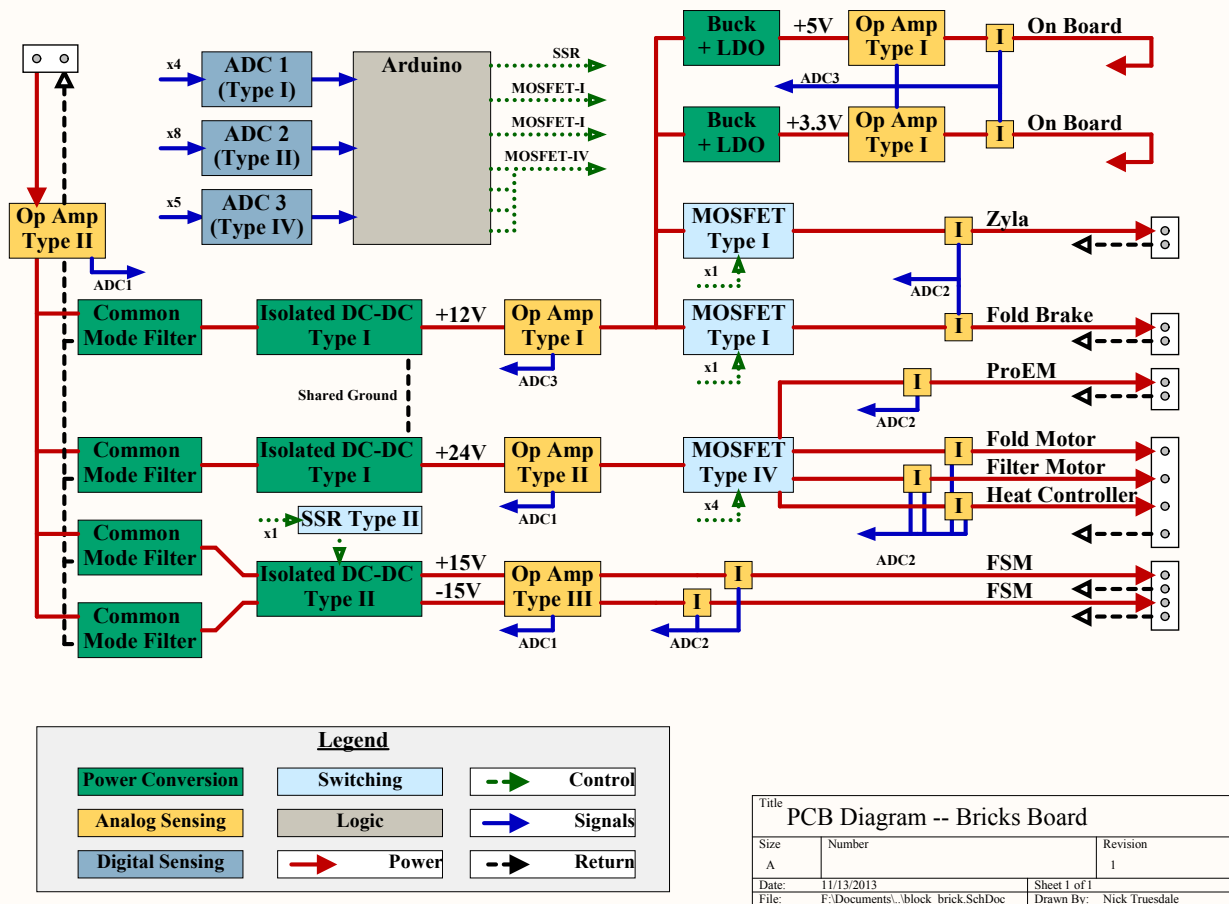 Buck
+ LDO
+5V
Op Amp
Type I
I
On Board
ADC3
Buck
+ LDO
+3.3V
Op Amp
Type I
I
On Board
x4
ADC 1
(Type I)
x8
ADC 2
(Type II)
x5
ADC 3
(Type IV)
Arduino
SSR
MOSFET-I
MOSFET-I
MOSFET-IV
Op Amp
Type II
ADC1
MOSFET
Type I
x1
I
Zyla
ADC2
Common
Mode Filter
Isolated DC-DC
Type I
+12V
Op Amp
Type I
ADC3
MOSFET
Type I
x1
I
Fold Brake
Shared Ground
I
ProEM
ADC2
Common
Mode Filter
Isolated DC-DC
Type I
+24V
Op Amp
Type II
ADC1
MOSFET
Type IV
x4
I
Fold Motor
I
Filter Motor
I
Heat Controller
ADC2
x1
SSR Type II
Common
Mode Filter
Common
Mode Filter
Isolated DC-DC
Type II
+15V
-15V
Op Amp
Type III
ADC1
I
FSM
I
FSM
ADC2
Legend
Power Conversion
Switching
Control
Analog Sensing
Logic
Signals
Digital Sensing
Power
Return
Title
PCB Diagram -- Bricks Board
Size
Number
Revision
A
1
Date:
11/13/2013
Sheet 1 of 1
File:
F:\Documents\..\block_brick.SchDoc
Drawn By:
Nick Truesdale